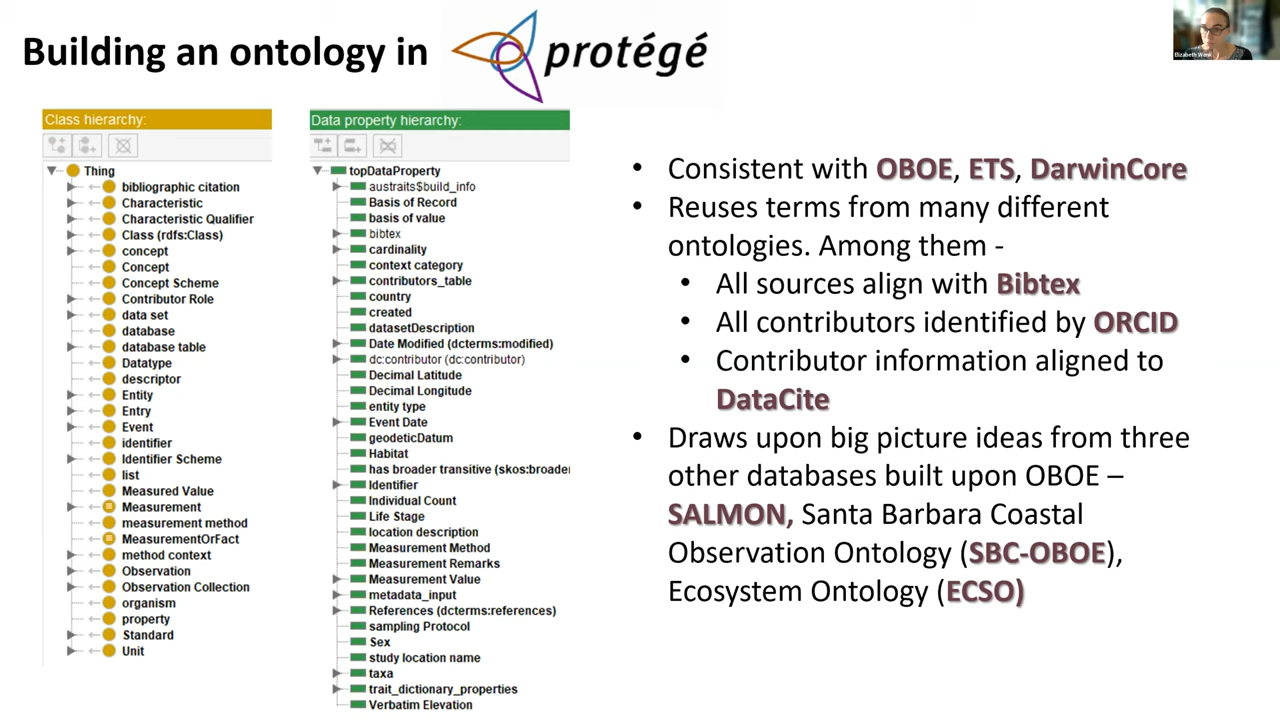 Building an ontology in protégé
Elizabeth Wenk
Class hierarchy:
Thing
bibliographic citation
Characteristic
Characteristic Qualifier
Class (rdfs:Class)
concept
Concept
Concept Scheme
Contributor Role
data set
database
database table
Datatype
descriptor
Entity
Entry
Event
identifier
Identifier Scheme
list
Measured Value
Measurement
measurement method
MeasurementOrFact
method context
Observation
Observation Collection
organism
property
Standard
Unit
Data property hierarchy:
topDataProperty
austraits$build_info
Basis of Record
basis of value
bibtex
cardinality
context category
contributors_table
country
created
datasetDescription
Date Modified (dcterms:modified)
dc:contributor (dc:contributor)
Decimal Latitude
Decimal Longitude
entity type
Event Date
geodeticDatum
Habitat
has broader transitive (skos:broader
Identifier
Individual Count
Life Stage
location description
Measurement Method
Measurement Remarks
Measurement Value
metadata_input
References (dcterms:references)
sampling Protocol
Sex
study location name
taxa
trait_dictionary_properties
Verbatim Elevation
• Consistent with OBOE, ETS, DarwinCore
• Reuses terms from many different
ontologies. Among them -
• All sources align with Bibtex
• All contributors identified by ORCID
• Contributor information aligned to
DataCite
• Draws upon big picture ideas from three
other databases built upon OBOE –
SALMON, Santa Barbara Coastal
Observation Ontology (SBC-OBOE),
Ecosystem Ontology (ECSO)